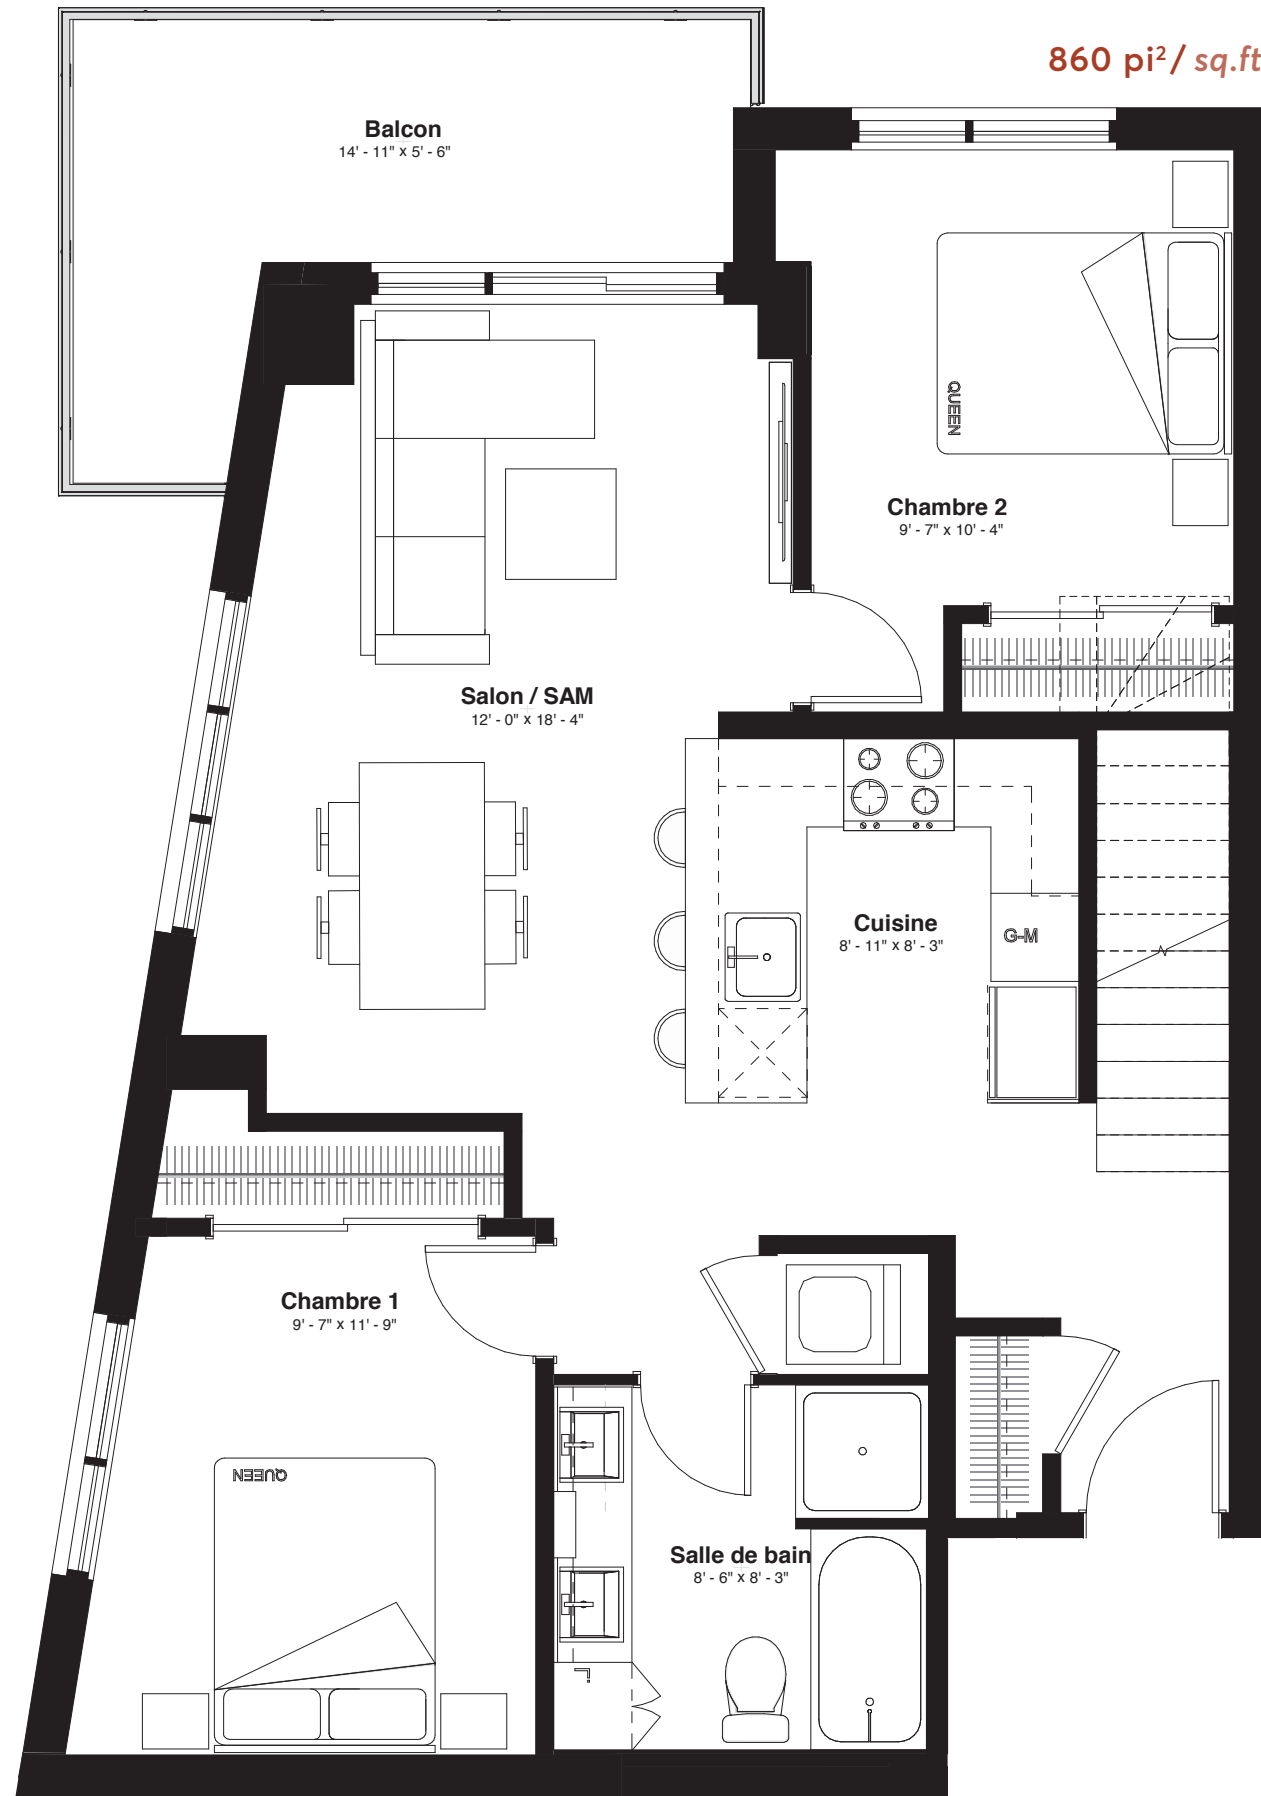 860 pi²/ sq.ft
Balcon
14' - 11" x 5' - 6"
QUEEN
Chambre 2
9' - 7" x 10' - 4"
Salon / SAM
12' - 0" x 18' - 4"
Cuisine
8' - 11" x 8' - 3"
G-M
Chambre 1
9' - 7" x 11' - 9"
QUEEN
Salle de bain
8' - 6" x 8' - 3"